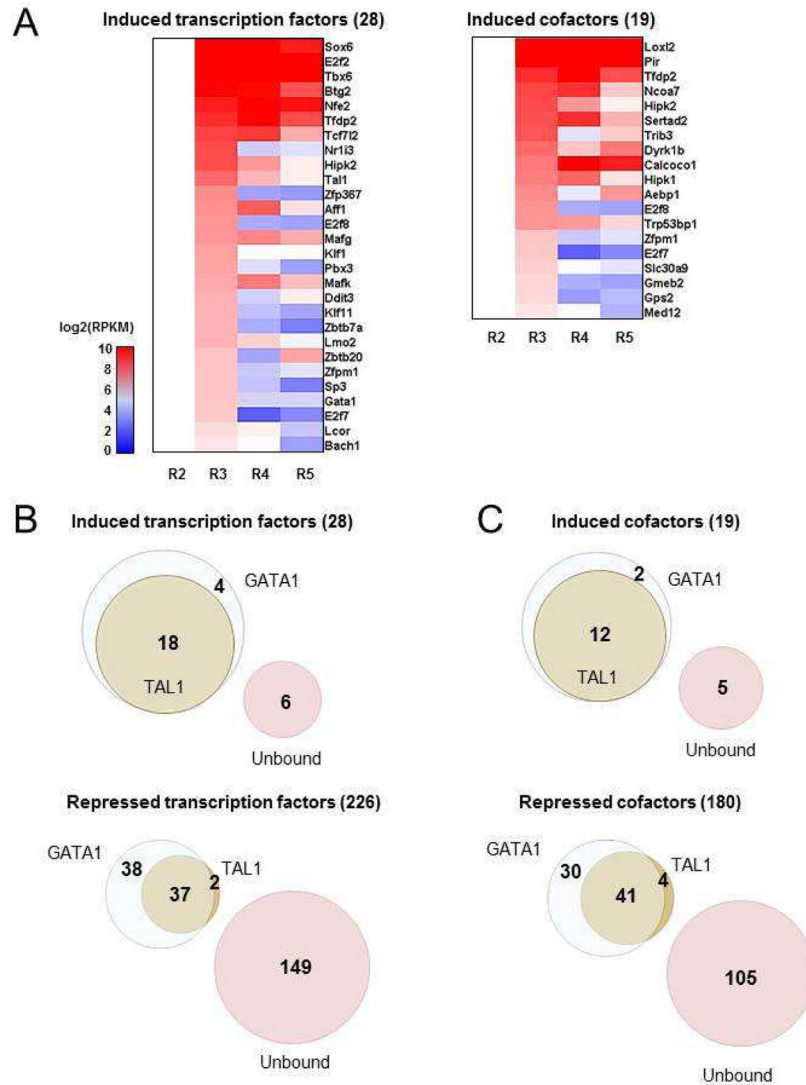 A
Induced transcription factors (28)
Sox6
E2f2
Tbx6
Btg2
Nfe2
Tfdp2
Tcf7l2
Nr1i3
Hipk2
Tal1
Zfp367
Aff1
E2f8
Mafg
Klf1
Pbx3
Mafk
Ddit3
Klf11
Zbtb7a
Lmo2
Zbtb20
Zfpm1
Sp3
Gata1
E2f7
Lcor
Bach1
R2 R3 R4 R5
log2(RPKM)
10
8
6
4
2
0
Induced cofactors (19)
Loxl2
Pir
Tfdp2
Ncoa7
Hipk2
Sertad2
Trib3
Dyrk1b
Calcoco1
Hipk1
Aebp1
E2f8
Trp53bp1
Zfpm1
E2f7
Slc30a9
Gmeb2
Gps2
Med12
R2 R3 R4 R5
B
Induced transcription factors (28)
4
GATA1
18
TAL1
6
Unbound
Repressed transcription factors (226)
GATA1
38
TAL1
2
37
149
Unbound
C
Induced cofactors (19)
2
GATA1
12
TAL1
5
Unbound
Repressed cofactors (180)
GATA1
30
TAL1
4
41
105
Unbound